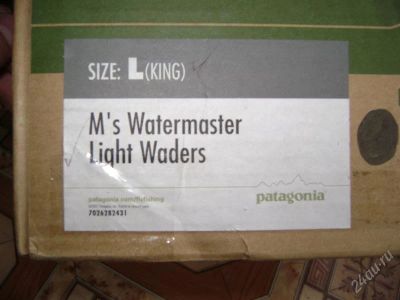 SIZE: L(KING)
M's Watermaster
Light Waders
patagonia.com/flyfishing
7026282431
patagonia
24au.ru